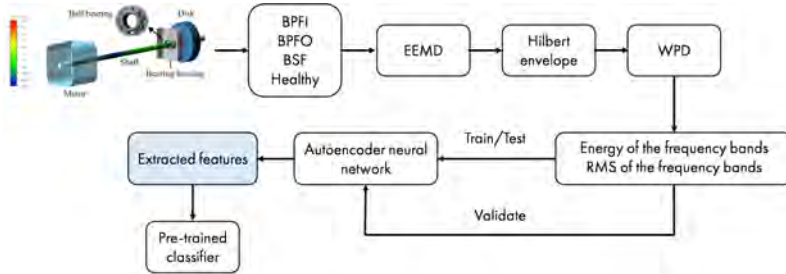 Ball bearing
Disk
Shaft
Bearing housing
Motor
BPFI
BPFO
BSF
Healthy
EEMD
Hilbert
envelope
WPD
Energy of the frequency bands
RMS of the frequency bands
Train/Test
Autoencoder neural
network
Extracted features
Validate
Pre-trained
classifier